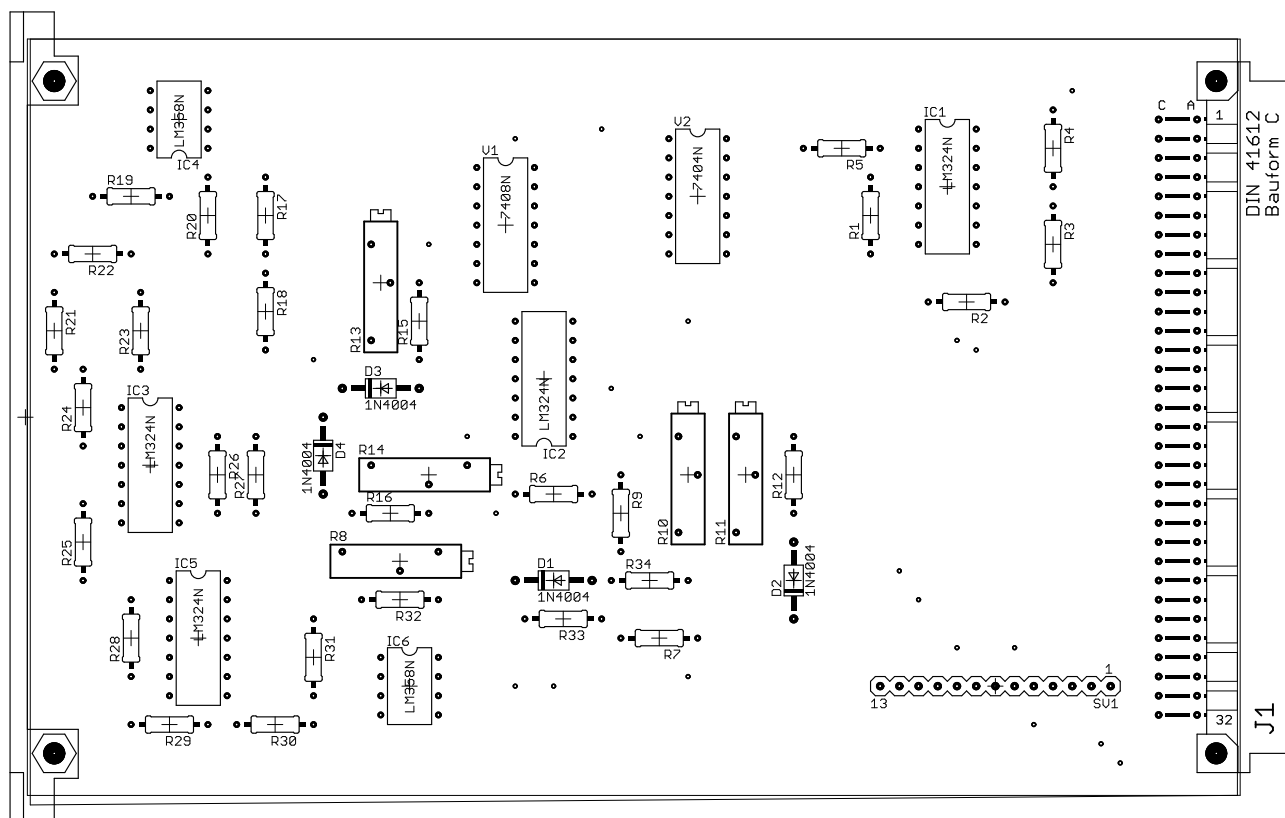 C A
1
DIN 41612
Bauform C
LM358N
IC4
R19
R20
R17
R22
R21
R23
R18
V1
7408N
V2
7404N
IC1
LM324N
R5
R1
R4
R3
R2
R13
R15
D3
1N4004
LM324N
IC2
R24
IC3
LM324N
R26
R27
R25
1N4004
D4
R14
R16
R8
R6
R9
R10
R11
R12
D1
1N4004
R34
R33
R7
D2
1N4004
IC5
LM324N
R28
R31
R32
IC6
LM358N
R29
R30
13
1
SV1
32
J1